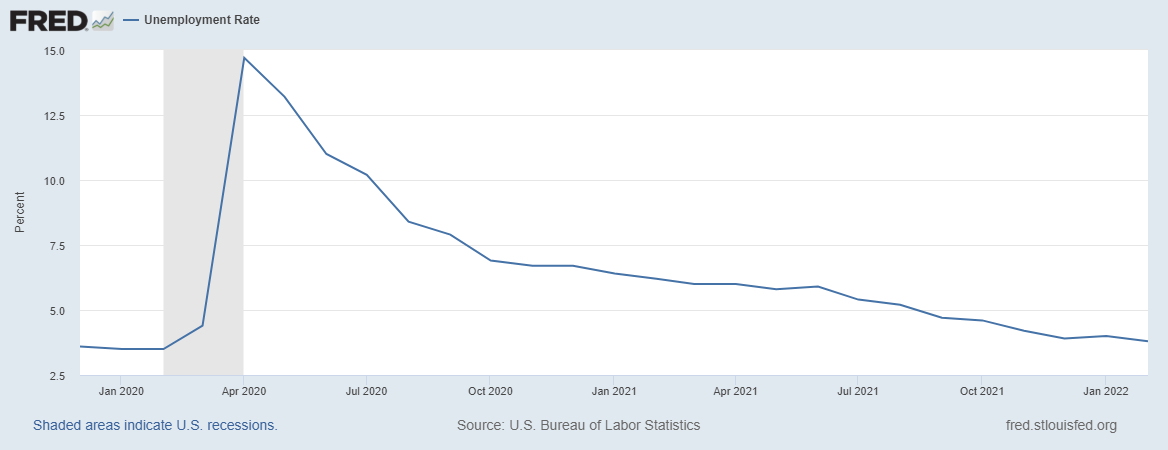 FRED
Unemployment Rate
15.0
12.5
10.0
7.5
5.0
2.5
Percent
Jan 2020 Apr 2020 Jul 2020 Oct 2020 Jan 2021 Apr 2021 Jul 2021 Oct 2021 Jan 2022
Shaded areas indicate U.S. recessions. Source: U.S. Bureau of Labor Statistics fred.stlouisfed.org